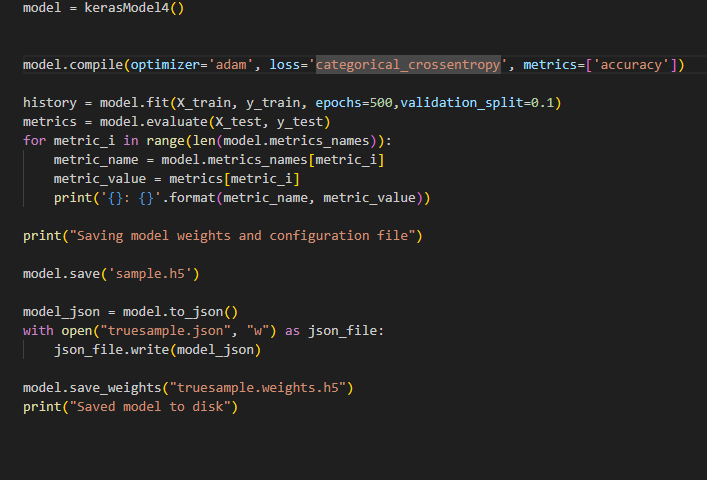 model = kerasModel4()
model.compile(optimizer='adam', loss='categorical_crossentropy', metrics=['accuracy'])
history = model.fit(X_train, y_train, epochs=500,validation_split=0.1)
metrics = model.evaluate(X_test, y_test)
for metric_i in range(len(model.metrics_names)):
    metric_name = model.metrics_names[metric_i]
    metric_value = metrics[metric_i]
    print('{}: {}'.format(metric_name, metric_value))
print("Saving model weights and configuration file")
model.save('sample.h5')
model_json = model.to_json()
with open("truesample.json", "w") as json_file:
    json_file.write(model_json)
model.save_weights("truesample.weights.h5")
print("Saved model to disk")